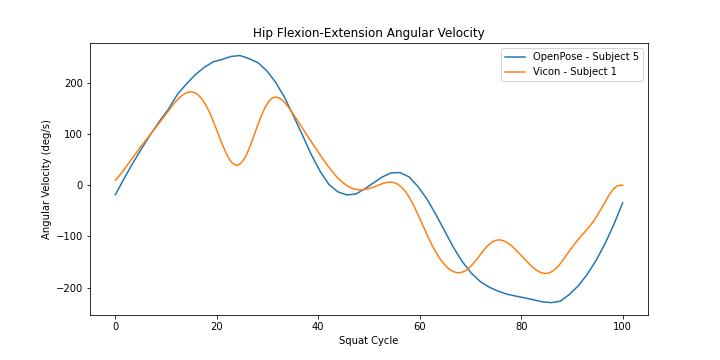 Hip Flexion-Extension Angular Velocity
OpenPose - Subject 5
Vicon - Subject 1
Angular Velocity (deg/s)
200
100
0
−100
−200
0 20 40 60 80 100
Squat Cycle